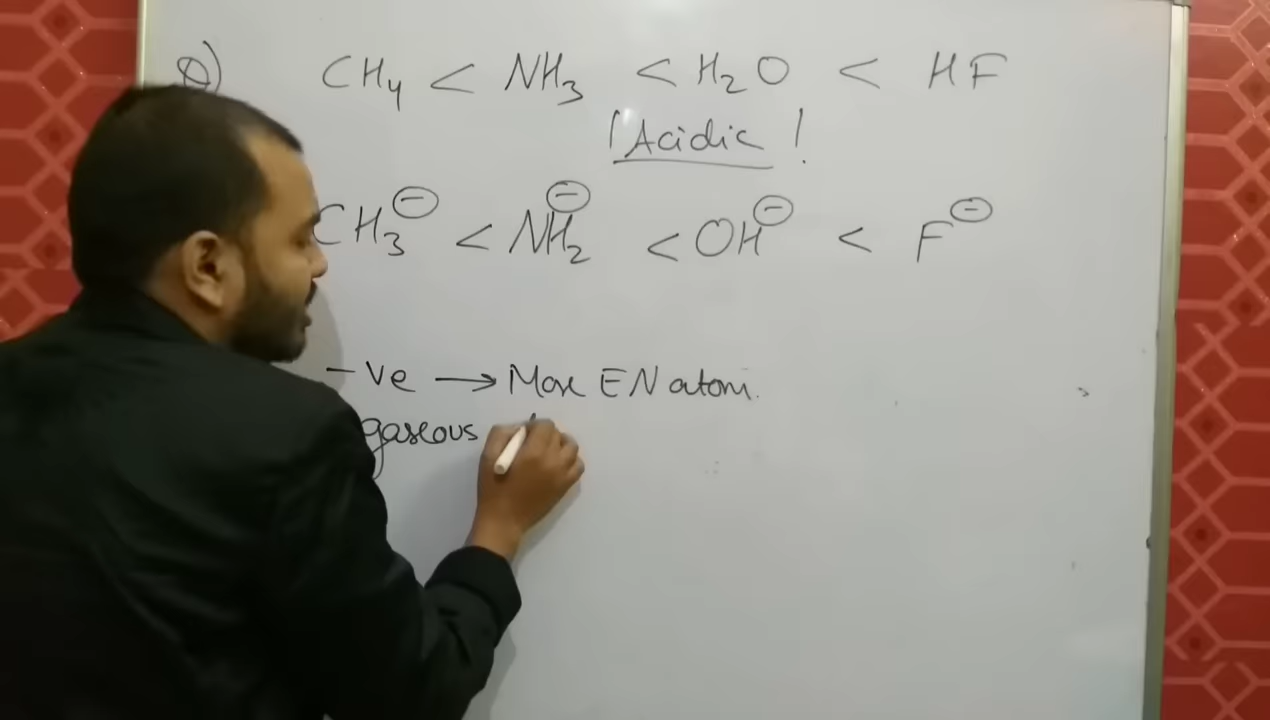 Q) CH₄ < NH₃ < H₂O < HF
(Acidic)
CH₃⊖ < NH₂⊖ < OH⊖ < F⊖
-ve → More EN atom.
gaseous